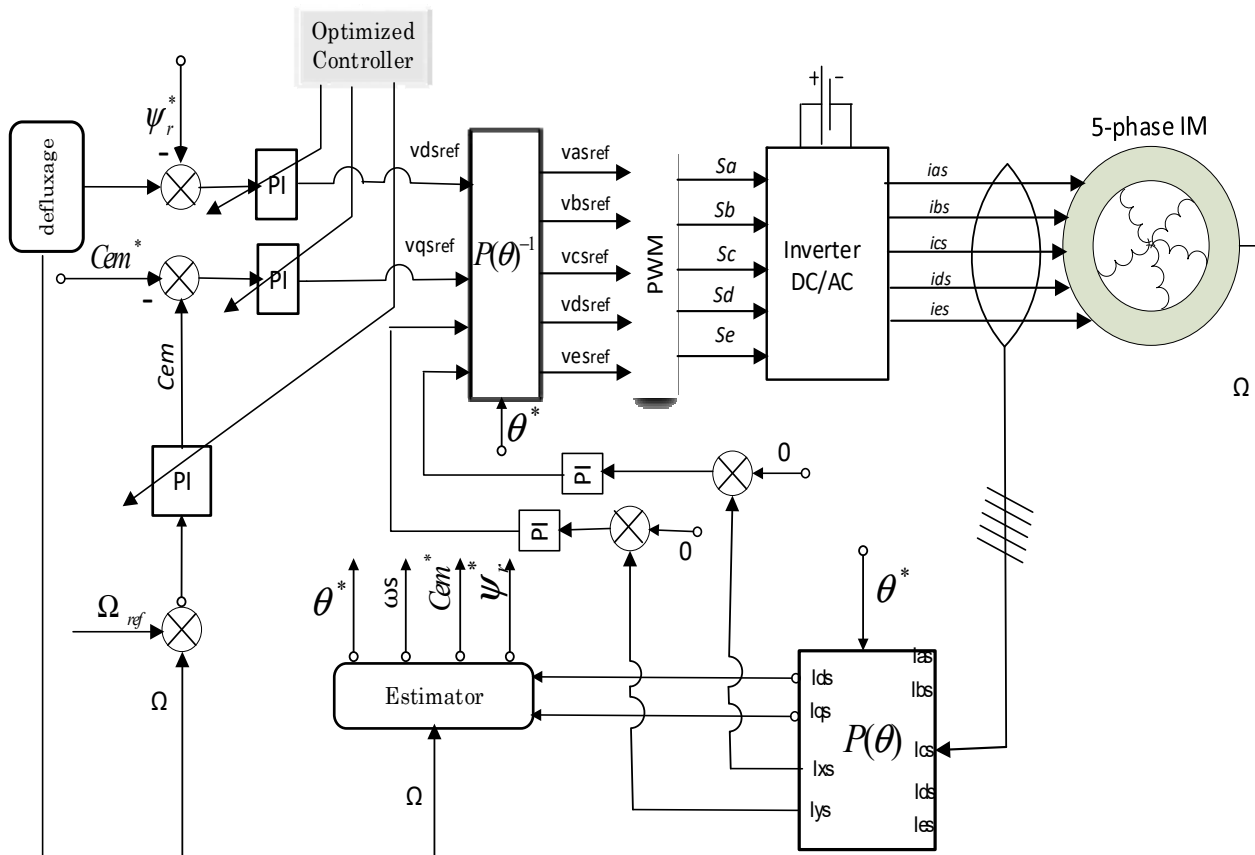 Optimized
Controller
+ -
5-phase IM
ψr*
-
defluxage
PI
vdsref
vasref
Sa
ias
vbsref
Sb
ibs
Cem*
-
PI
vqsref
P(θ)⁻¹
vcsref
PWM
Sc
Inverter
DC/AC
ics
vdsref
Sd
ids
vesref
Se
ies
Cem
Ω
θ*
PI
PI
0
PI
0
θ*
ωs
Cem*
ψr*
θ*
Ωref
Ω
Estimator
Ids
Iqs
Ixs
Iys
P(θ)
Ias
Ibs
Ics
Ids
Ies
Ω